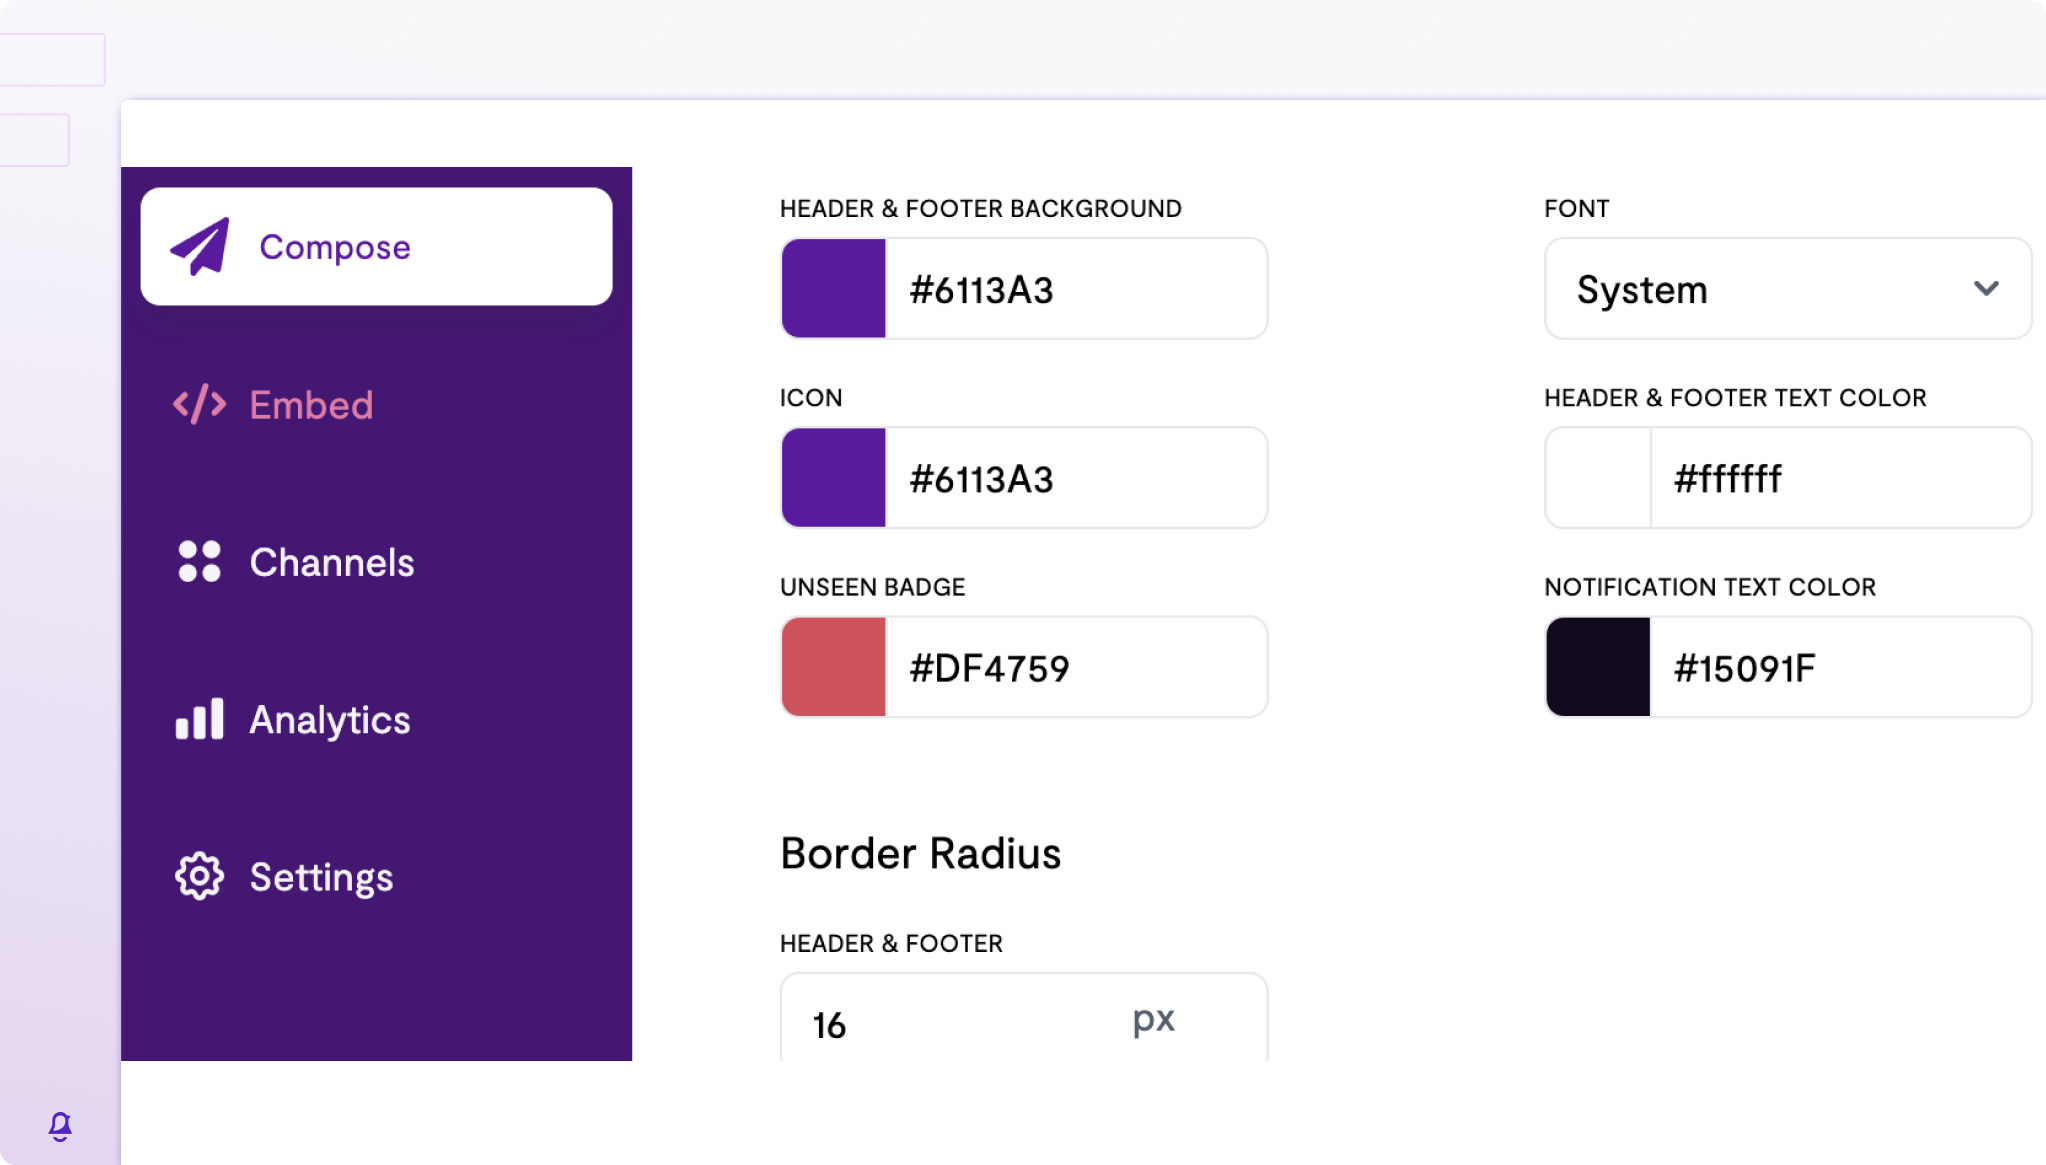 Compose
Embed
Channels
Analytics
Settings
HEADER & FOOTER BACKGROUND
#6113A3
ICON
#6113A3
UNSEEN BADGE
#DF4759
FONT
System
HEADER & FOOTER TEXT COLOR
#ffffff
NOTIFICATION TEXT COLOR
#15091F
Border Radius
HEADER & FOOTER
16 px